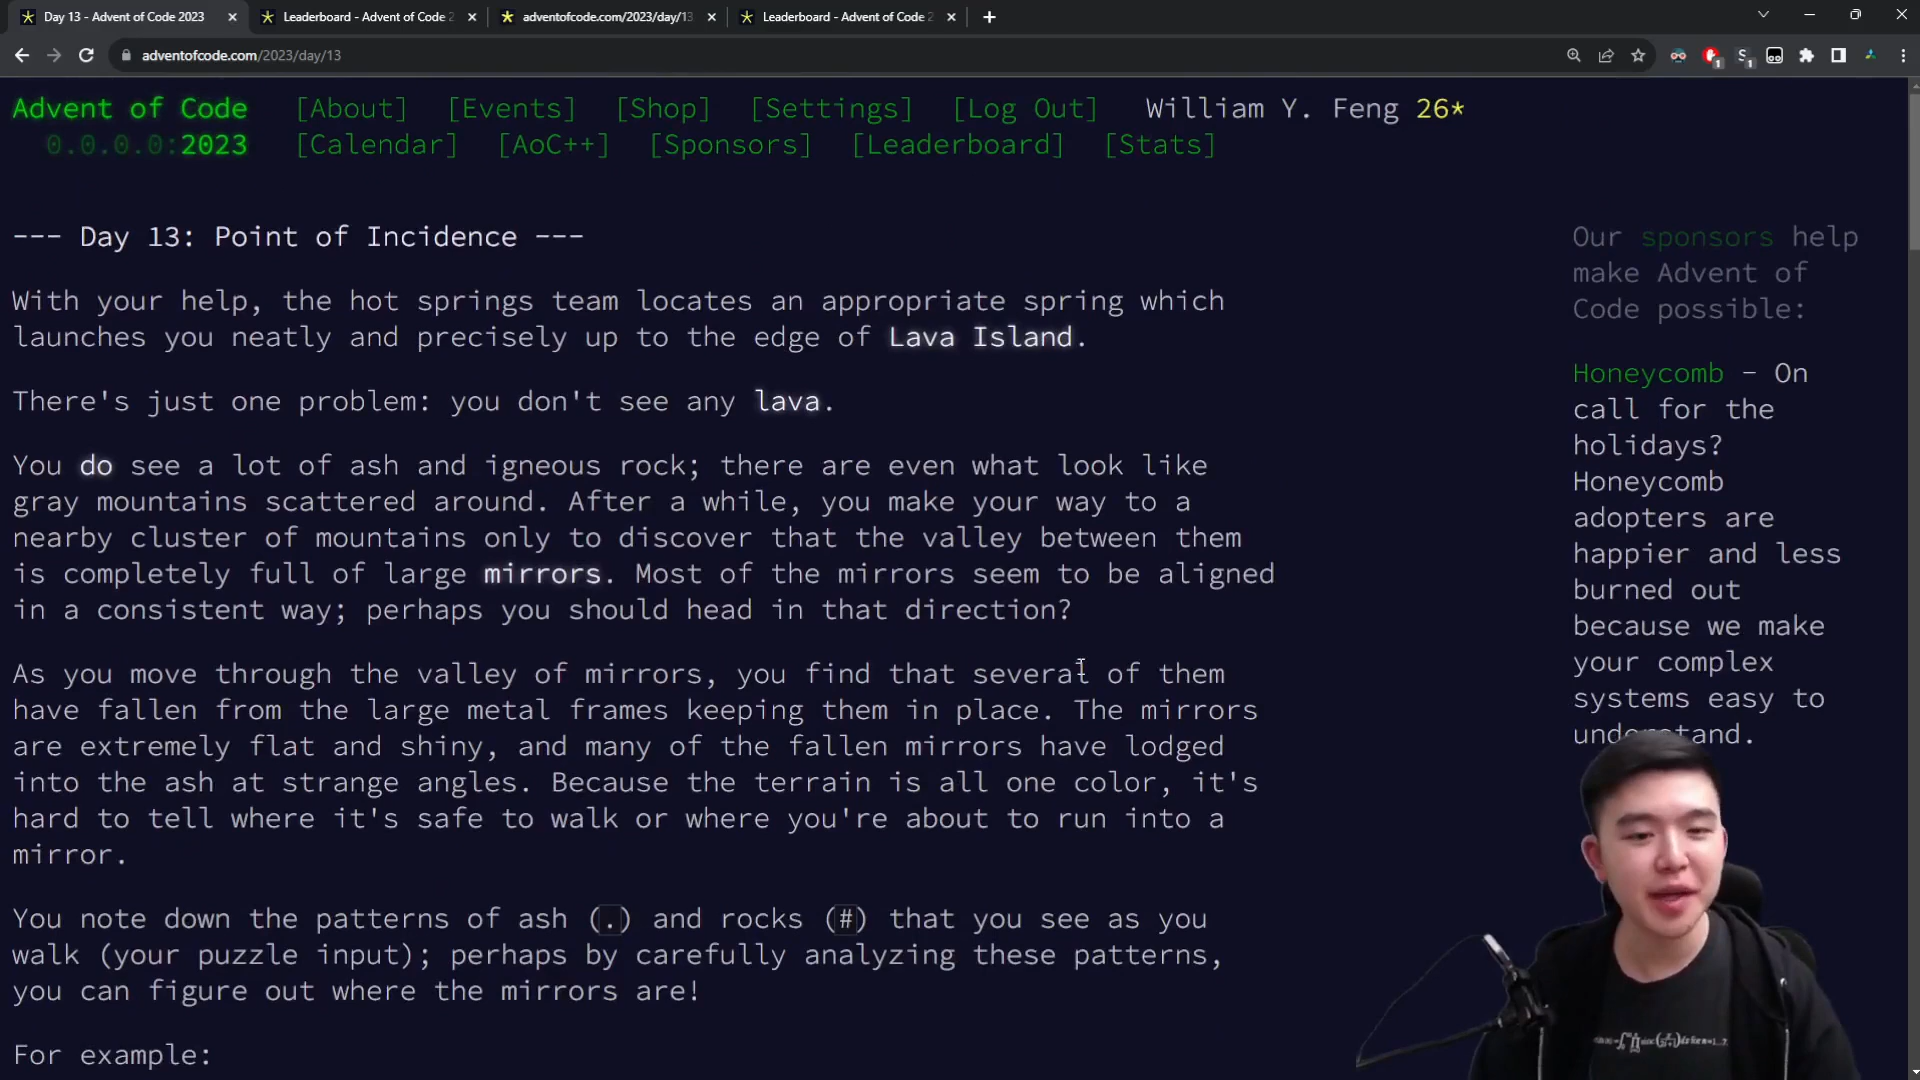 Day 13 - Advent of Code 2023
Leaderboard - Advent of Code 2
adventofcode.com/2023/day/13
Leaderboard - Advent of Code 2
adventofcode.com/2023/day/13
Advent of Code [About] [Events] [Shop] [Settings] [Log Out] William Y. Feng 26*
0.0.0.0:2023 [Calendar] [AoC++] [Sponsors] [Leaderboard] [Stats]
--- Day 13: Point of Incidence ---
With your help, the hot springs team locates an appropriate spring which
launches you neatly and precisely up to the edge of Lava Island.
There's just one problem: you don't see any lava.
You do see a lot of ash and igneous rock; there are even what look like
gray mountains scattered around. After a while, you make your way to a
nearby cluster of mountains only to discover that the valley between them
is completely full of large mirrors. Most of the mirrors seem to be aligned
in a consistent way; perhaps you should head in that direction?
As you move through the valley of mirrors, you find that several of them
have fallen from the large metal frames keeping them in place. The mirrors
are extremely flat and shiny, and many of the fallen mirrors have lodged
into the ash at strange angles. Because the terrain is all one color, it's
hard to tell where it's safe to walk or where you're about to run into a
mirror.
You note down the patterns of ash (.) and rocks (#) that you see as you
walk (your puzzle input); perhaps by carefully analyzing these patterns,
you can figure out where the mirrors are!
For example:
Our sponsors help
make Advent of
Code possible:
Honeycomb - On
call for the
holidays?
Honeycomb
adopters are
happier and less
burned out
because we make
your complex
systems easy to
understand.